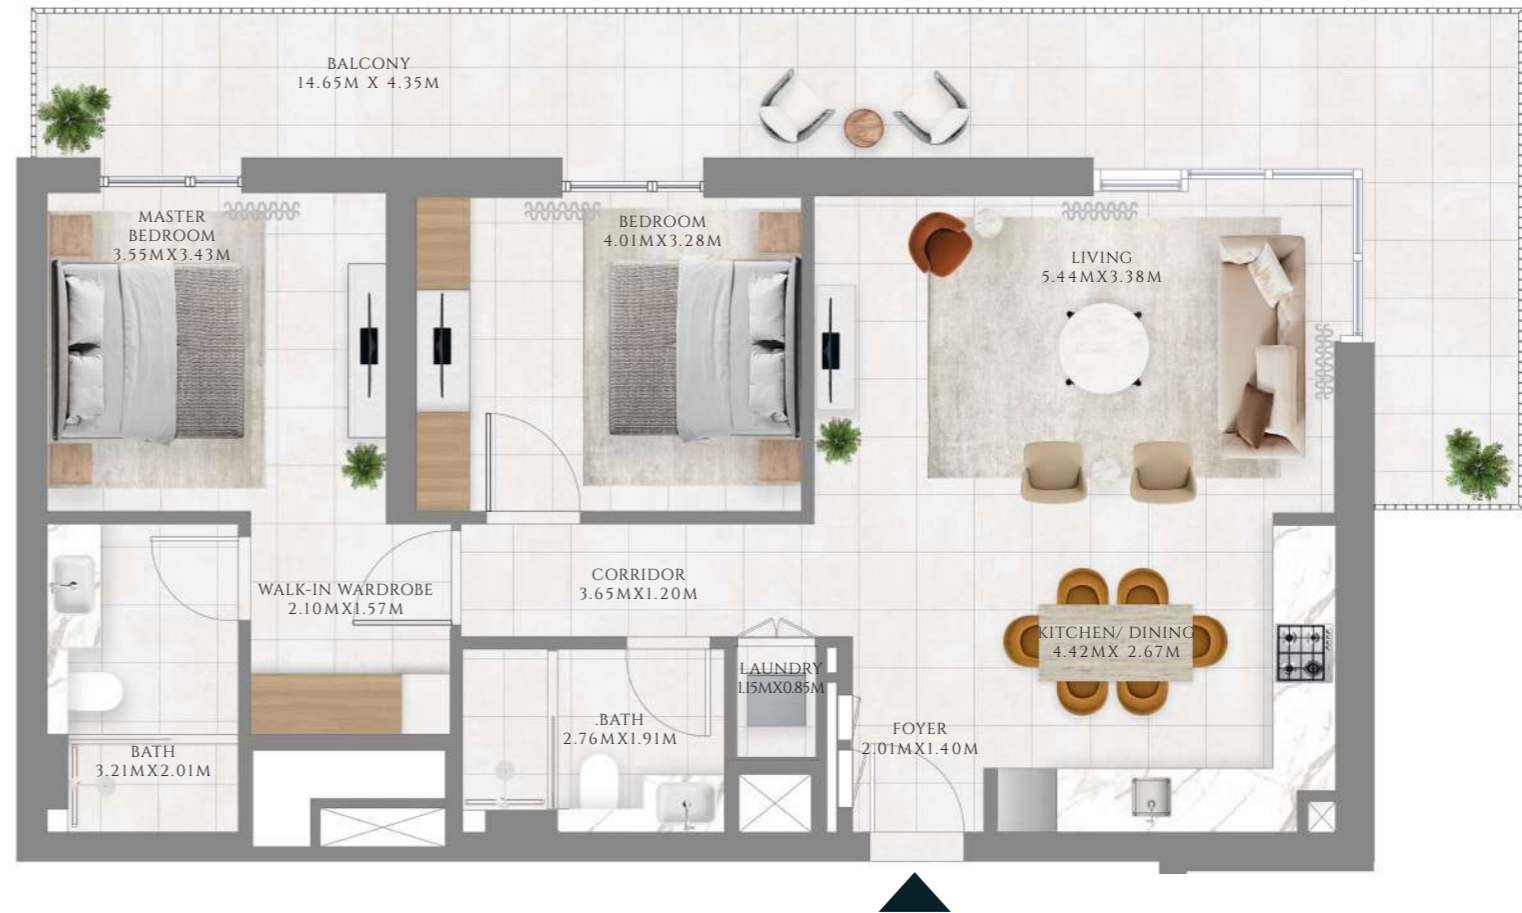 BALCONY
14.65M X 4.35M
MASTER
BEDROOM
3.55MX3.43M
BEDROOM
4.01MX3.28M
LIVING
5.44MX3.38M
WALK-IN WARDROBE
2.10MX1.57M
CORRIDOR
3.65MX1.20M
KITCHEN/ DINING
4.42MX 2.67M
LAUNDRY
1.15MX0.85M
.BATH
2.76MX1.91M
FOYER
2.01MX1.40M
BATH
3.21MX2.01M